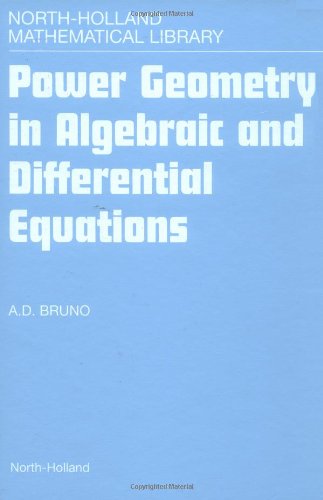 NORTH-HOLLAND
MATHEMATICAL LIBRARY
Power Geometry
in Algebraic and
Differential
Equations
A.D. BRUNO
North-Holland